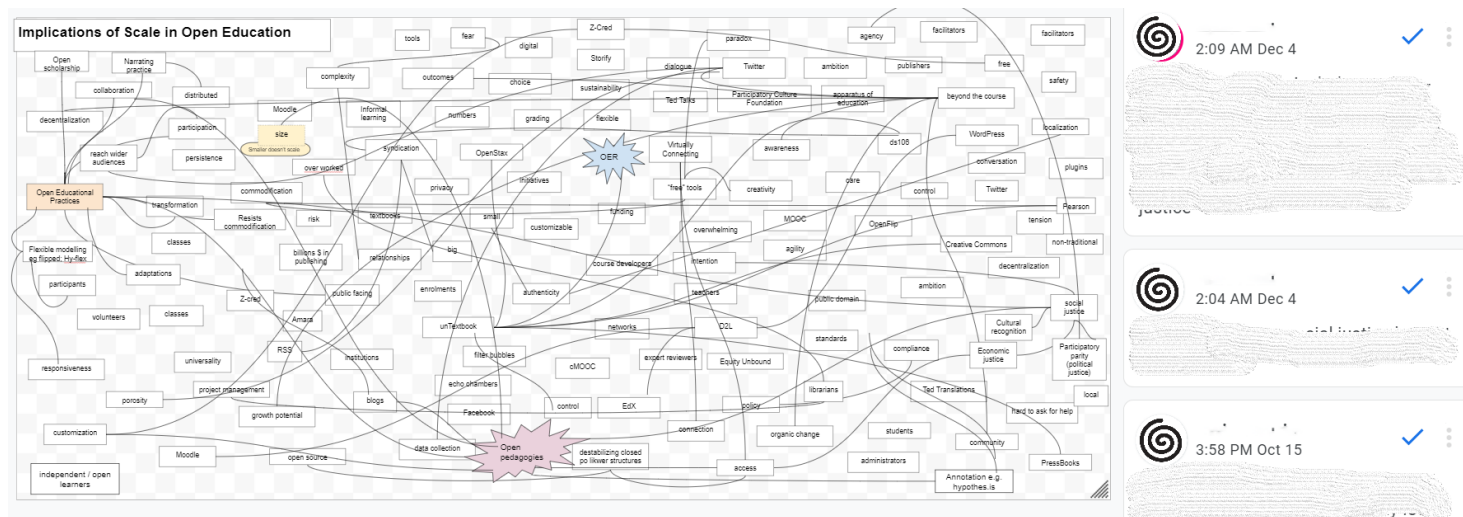 Implications of Scale in Open Education
Open
scholarship
Narrating
practice
collaboration
distributed
decentralization
participation
reach wider
audiences
persistence
Open Educational
Practices
transformation
Flexible modelling
eg flipped; Hy-flex
classes
participants
adaptations
volunteers
classes
responsiveness
universality
porosity
project management
customization
Moodle
independent / open
learners
tools
fear
digital
Z-Cred
Storify
complexity
outcomes
choice
sustainability
Moodle
Informal
learning
numbers
grading
flexible
size
Smaller doesn't scale
syndication
OpenStax
OER
over worked
commodification
privacy
initiatives
Resists
commodification
risk
textbooks
small
funding
customizable
billions $ in
publishing
relationships
big
course developers
Z-cred
public facing
enrolments
authenticity
Amara
unTextbook
networks
RSS
institutions
filter bubbles
cMOOC
expert reviewers
echo chambers
blogs
growth potential
Facebook
control
EdX
data collection
open source
Open
pedagogies
destabilizing closed
po likwer structures
paradox
agency
facilitators
facilitators
dialogue
Twitter
ambition
publishers
free
safety
Ted Talks
Participatory Culture
Foundation
apparatus of
education
beyond the course
Virtually
Connecting
awareness
ds106
WordPress
localization
conversation
plugins
"free" tools
creativity
care
control
Twitter
Pearson
overwhelming
MOOC
OpenFlip
tension
agility
Creative Commons
non-traditional
intention
decentralization
teachers
public domain
ambition
social
justice
D2L
standards
Cultural
recognition
Equity Unbound
compliance
Economic
justice
Participatory
parity
(political
justice)
librarians
Ted Translations
local
policy
hard to ask for help
connection
organic change
students
community
access
administrators
PressBooks
Annotation e.g.
hypothes.is
2:09 AM Dec 4
justice
2:04 AM Dec 4
3:58 PM Oct 15